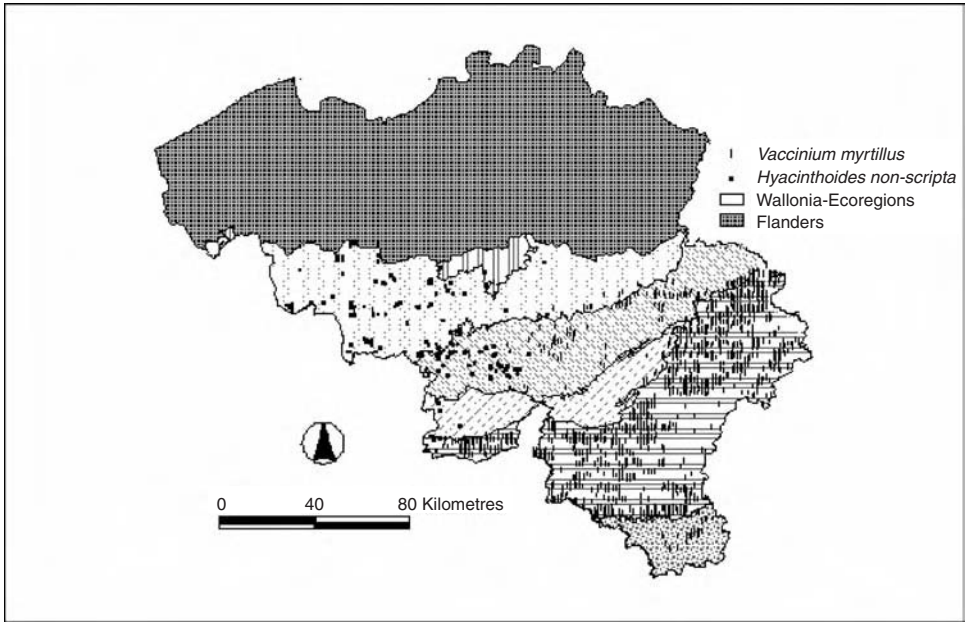 Vaccinium myrtillus
Hyacinthoides non-scripta
Wallonia-Ecoregions
Flanders
0 40 80 Kilometres